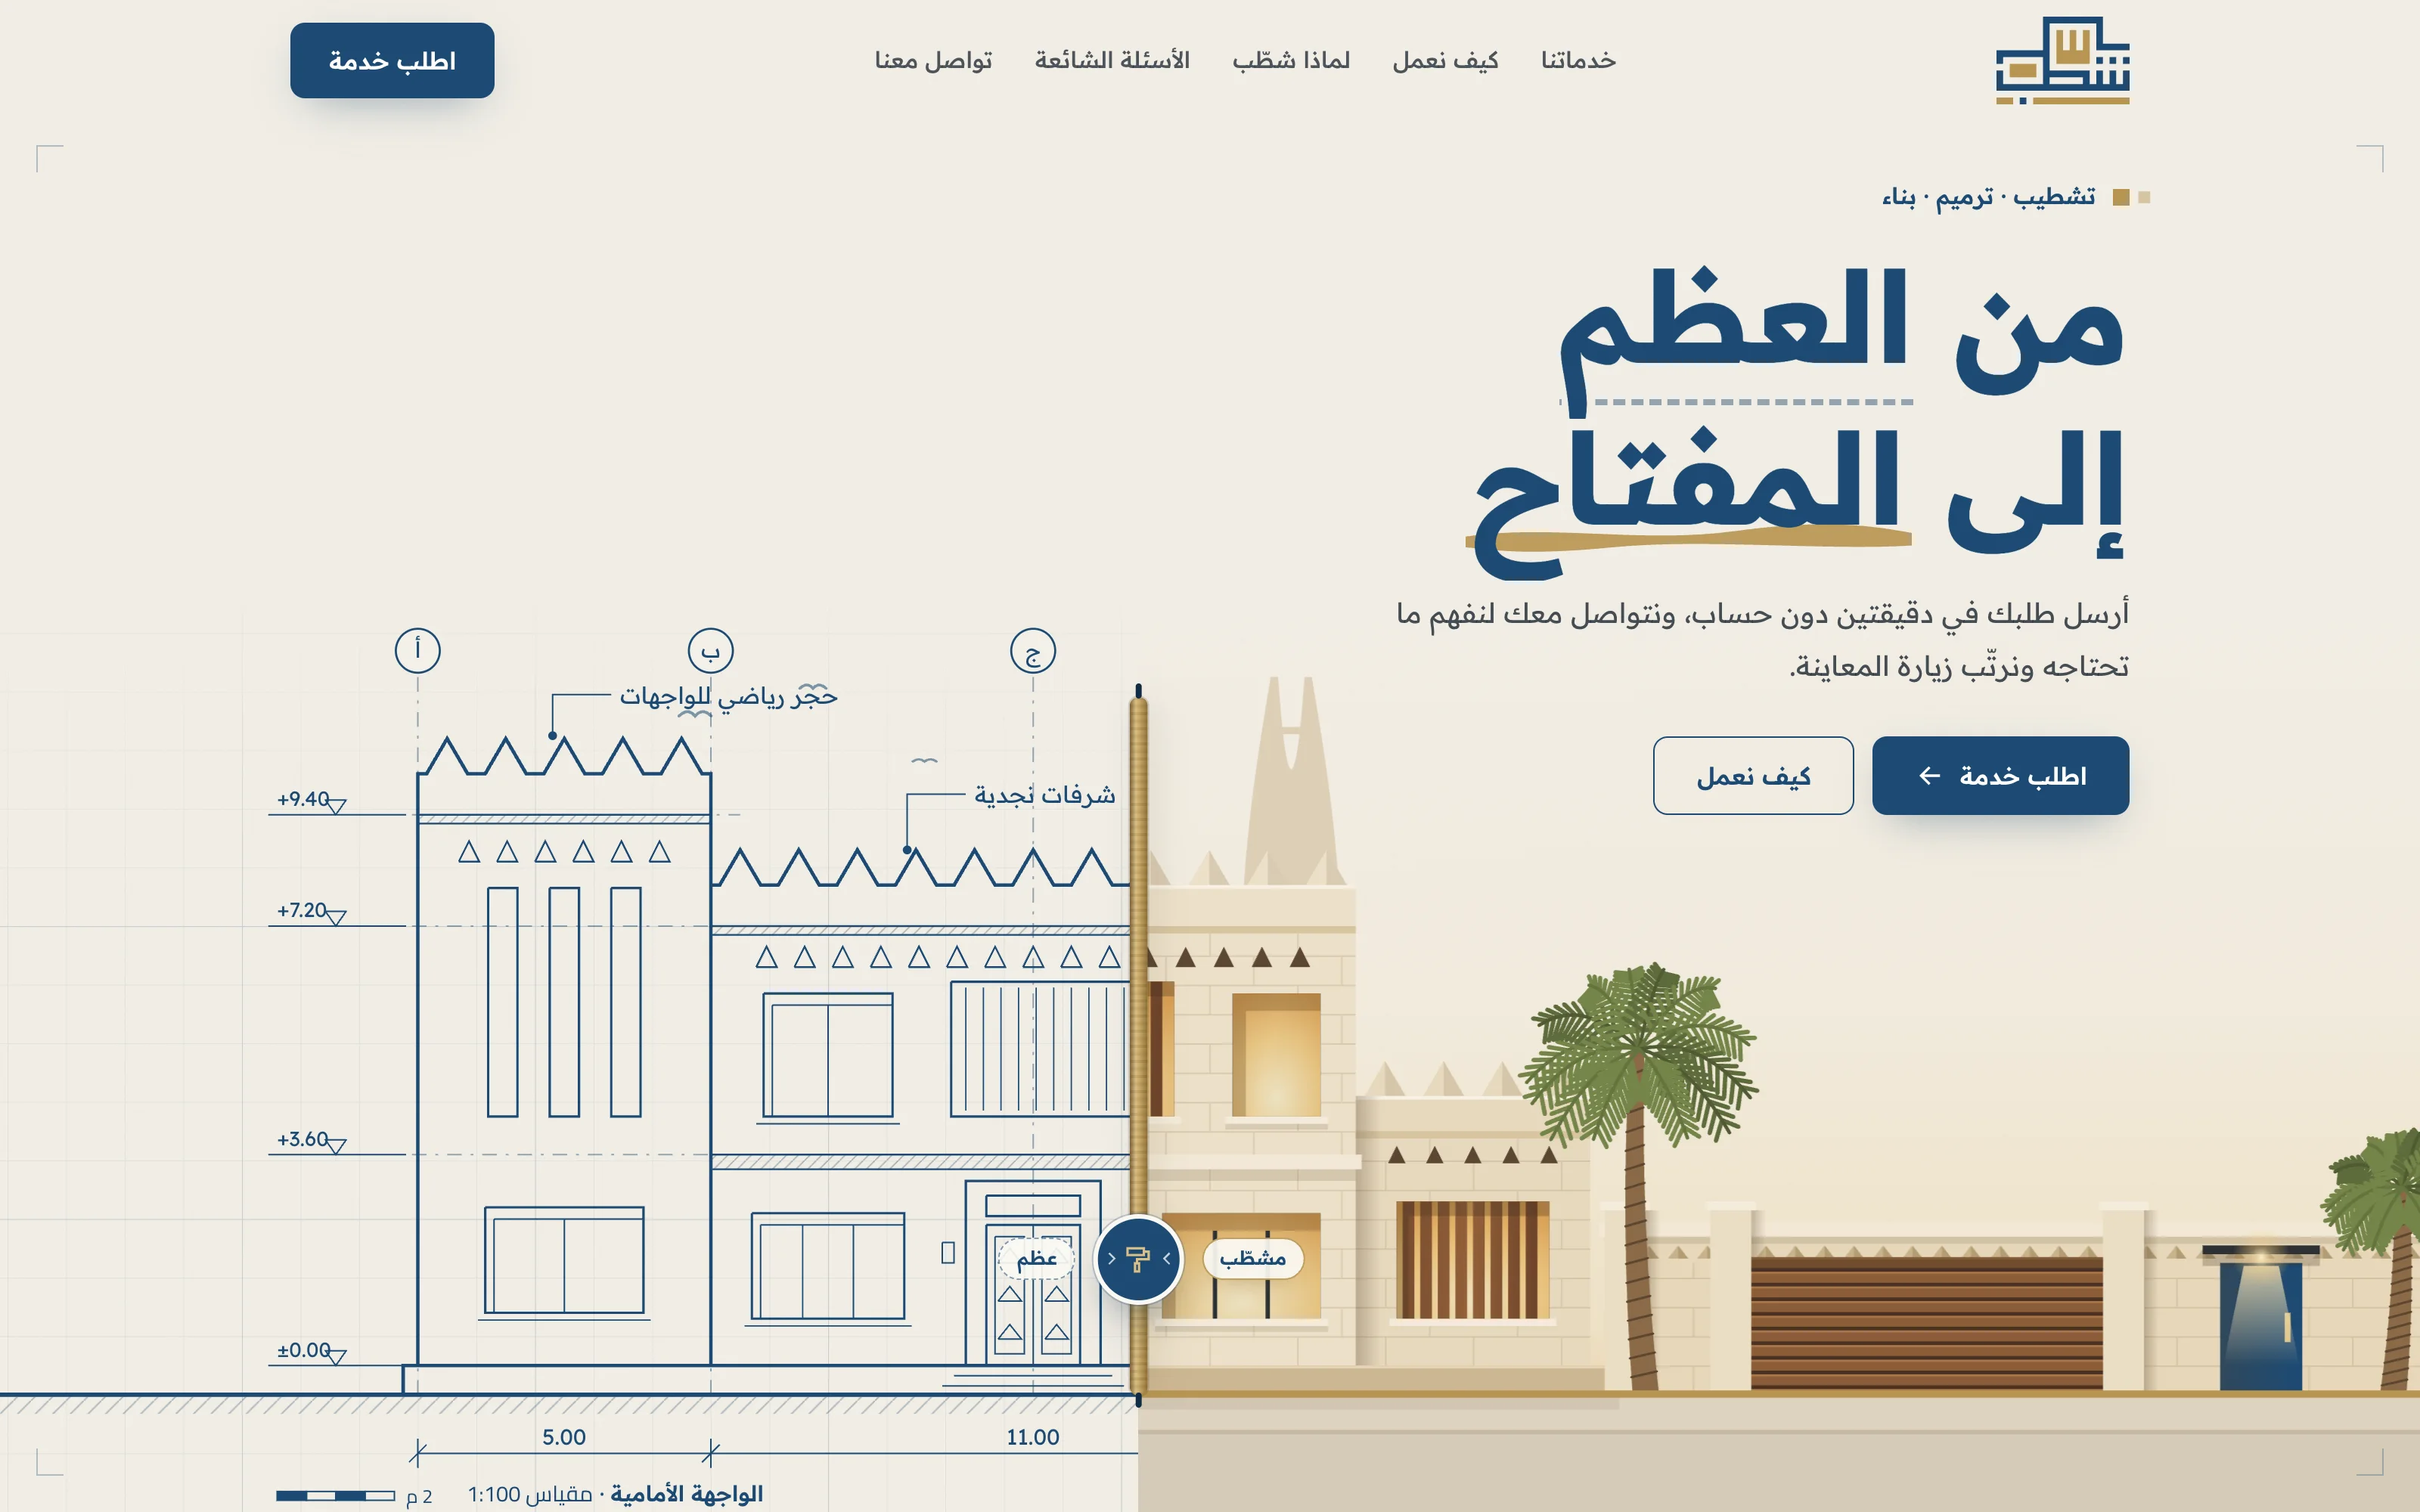 شطب
خدماتنا
كيف نعمل
لماذا شطّب
الأسئلة الشائعة
تواصل معنا
اطلب خدمة
تشطيب · ترميم · بناء
من العظم
إلى المفتاح
أرسل طلبك في دقيقتين دون حساب، ونتواصل معك لنفهم ما
تحتاجه ونرتّب زيارة المعاينة.
اطلب خدمة ←
كيف نعمل
ج
ب
أ
حجر رياضي للواجهات
شرفات نجدية
+9.40
+7.20
+3.60
±0.00
مشطّب
عظم
11.00
5.00
الواجهة الأمامية · مقياس 1:100
2 م